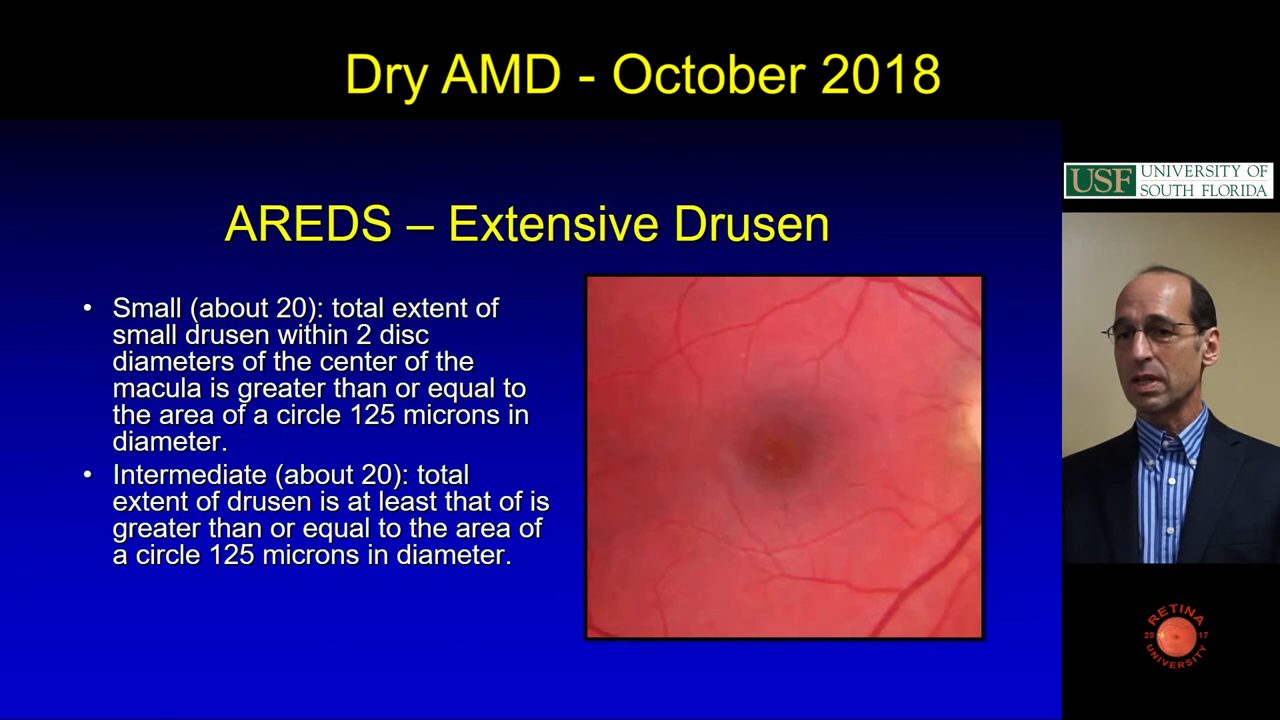 Dry AMD - October 2018
AREDS – Extensive Drusen
• Small (about 20): total extent of
small drusen within 2 disc
diameters of the center of the
macula is greater than or equal to
the area of a circle 125 microns in
diameter.
• Intermediate (about 20): total
extent of drusen is at least that of is
greater than or equal to the area of
a circle 125 microns in diameter.
USF UNIVERSITY OF
SOUTH FLORIDA
RETINA
20 17
UNIVERSITY